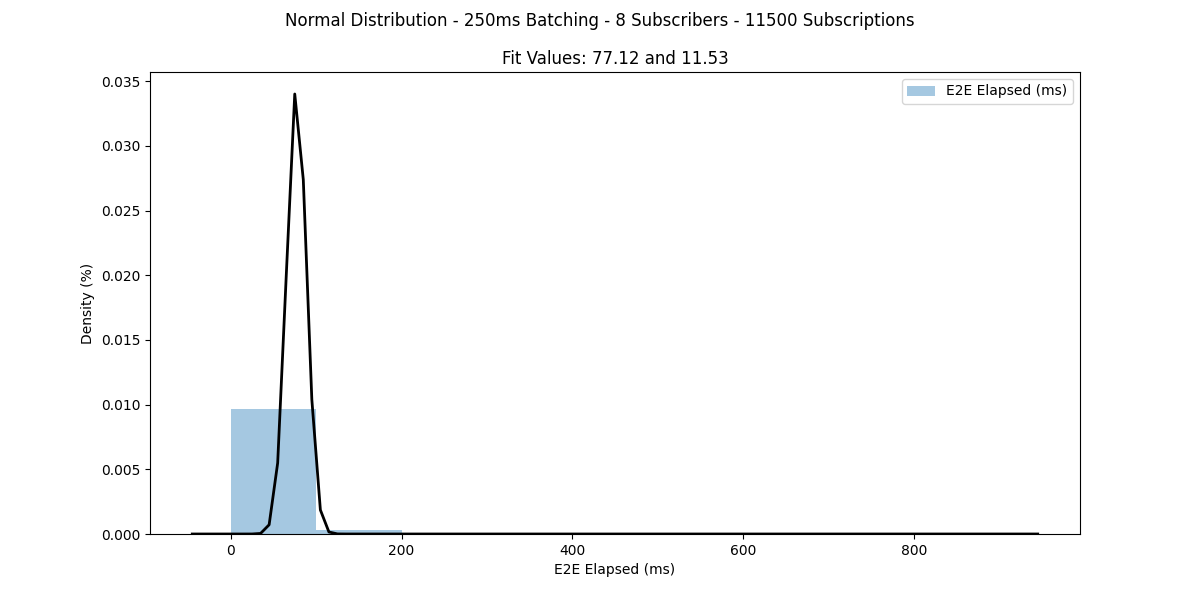 Normal Distribution - 250ms Batching - 8 Subscribers - 11500 Subscriptions
Fit Values: 77.12 and 11.53
E2E Elapsed (ms)
Density (%)
0.035
0.030
0.025
0.020
0.015
0.010
0.005
0.000
0 200 400 600 800
E2E Elapsed (ms)